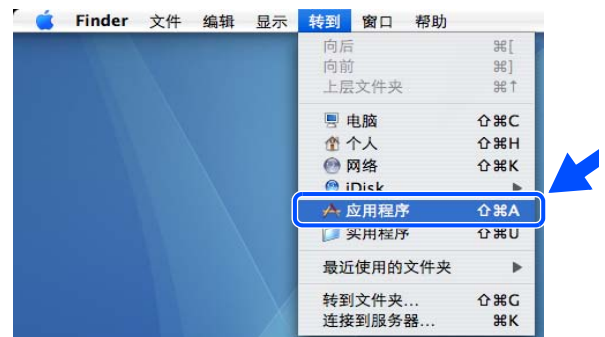 Finder 文件 编辑 显示 转到 窗口 帮助
向后 ⌘[
向前 ⌘]
上层文件夹 ⌘↑
电脑 ⇧⌘C
个人 ⇧⌘H
网络 ⇧⌘K
iDisk ▶
应用程序 ⇧⌘A
实用程序 ⇧⌘U
最近使用的文件夹 ▶
转到文件夹... ⇧⌘G
连接到服务器... ⌘K